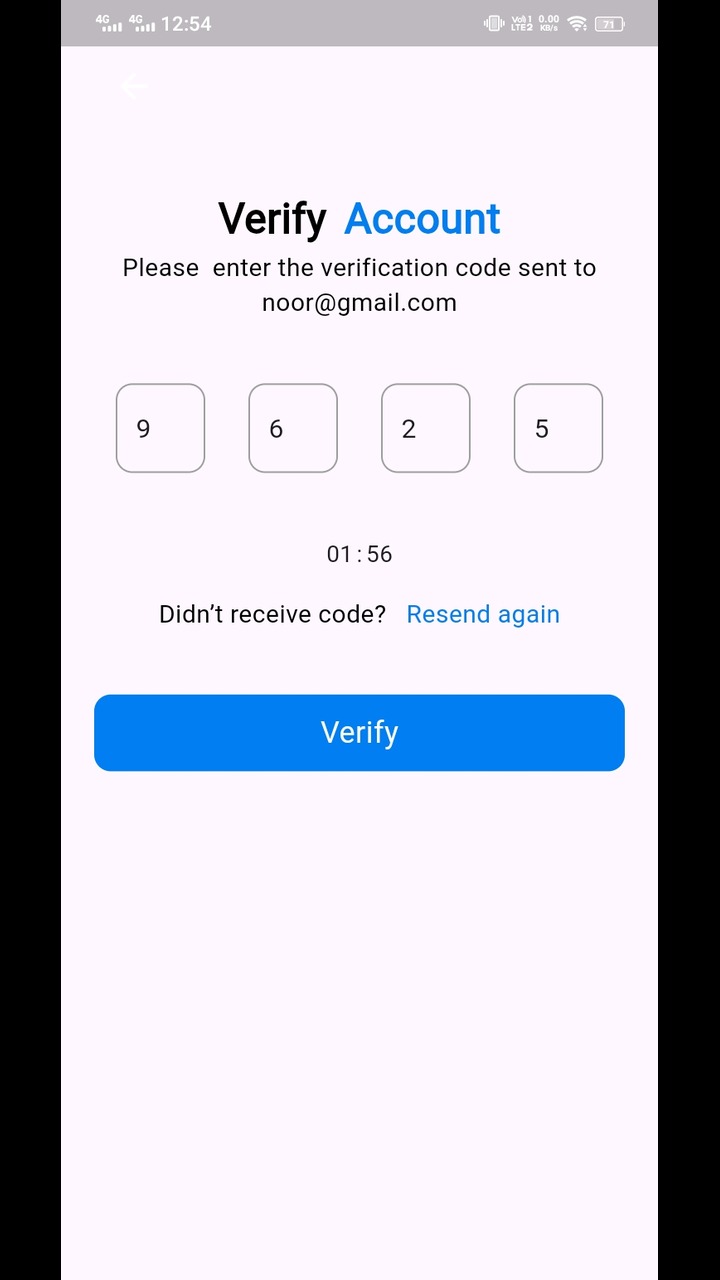 4G 4G 12:54 Vo) 1 LTE2 0.00 KB/s 71
Verify Account
Please enter the verification code sent to
noor@gmail.com
9 6 2 5
01 : 56
Didn’t receive code? Resend again
Verify